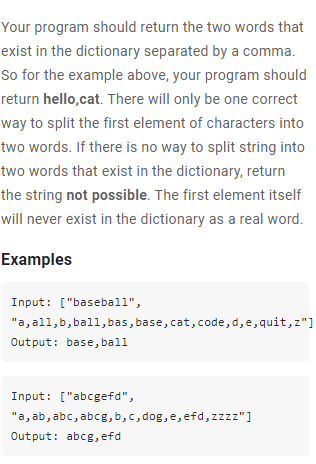 Your program should return the two words that
exist in the dictionary separated by a comma.
So for the example above, your program should
return hello,cat. There will only be one correct
way to split the first element of characters into
two words. If there is no way to split string into
two words that exist in the dictionary, return
the string not possible. The first element itself
will never exist in the dictionary as a real word.
Examples
Input: ["baseball",
"a,all,b,ball,bas,base,cat,code,d,e,quit,z"]
Output: base,ball
Input: ["abcgefd",
"a,ab,abc,abcg,b,c,dog,e,efd,zzzz"]
Output: abcg,efd